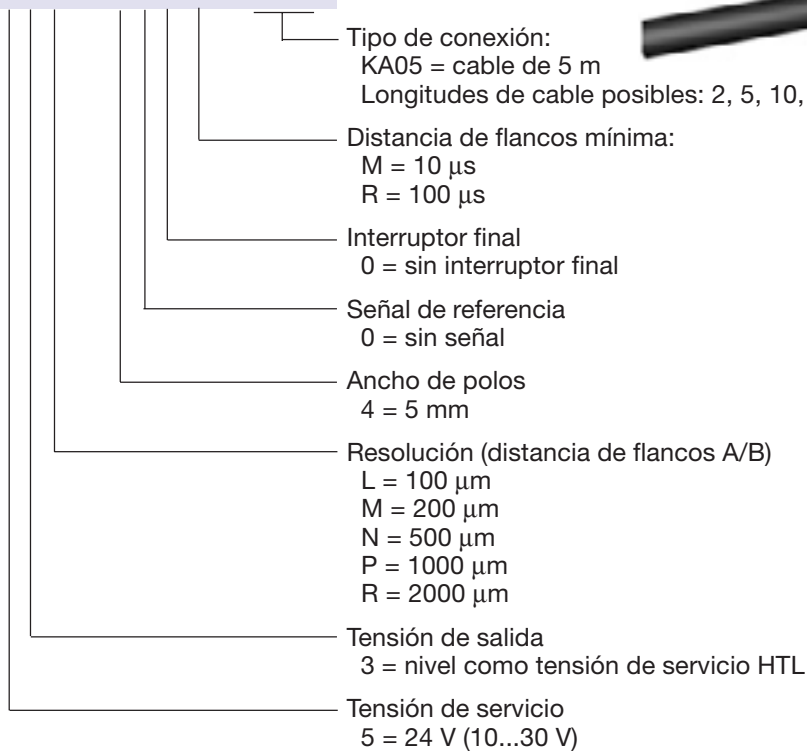 Tipo de conexión:
KA05 = cable de 5 m
Longitudes de cable posibles: 2, 5, 10,
Distancia de flancos mínima:
M = 10 μs
R = 100 μs
Interruptor final
0 = sin interruptor final
Señal de referencia
0 = sin señal
Ancho de polos
4 = 5 mm
Resolución (distancia de flancos A/B)
L = 100 μm
M = 200 μm
N = 500 μm
P = 1000 μm
R = 2000 μm
Tensión de salida
3 = nivel como tensión de servicio HTL
Tensión de servicio
5 = 24 V (10...30 V)